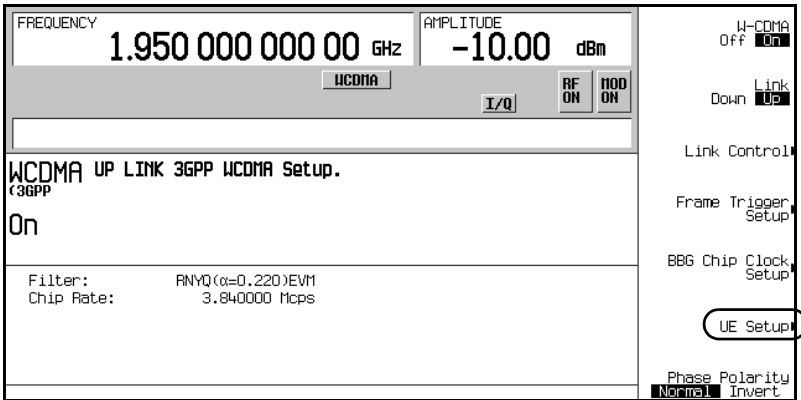 FREQUENCY
1.950 000 000 00 GHz
AMPLITUDE
-10.00 dBm
WCDMA
I/Q
RF ON
MOD ON
WCDMA UP LINK 3GPP WCDMA Setup.
(3GPP
On
Filter: RNYQ(α=0.220)EVM
Chip Rate: 3.840000 Mcps
W-CDMA
Off On
Link
Down Up
Link Control
Frame Trigger
Setup
BBG Chip Clock
Setup
UE Setup
Phase Polarity
Normal Invert